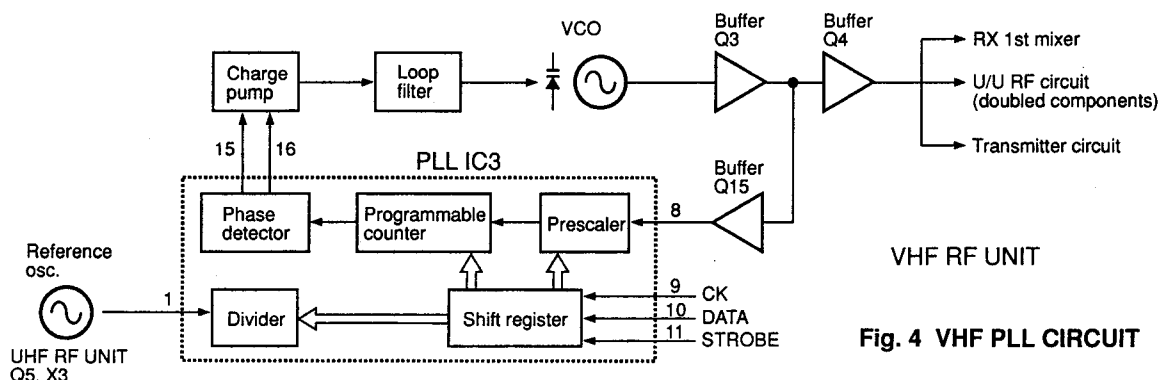 Buffer
Q3
Buffer
Q4
VCO
Charge
pump
Loop
filter
RX 1st mixer
U/U RF circuit
(doubled components)
Transmitter circuit
15
16
PLL IC3
Buffer
Q15
Phase
detector
Programmable
counter
Prescaler
8
VHF RF UNIT
Reference
osc.
1
Divider
Shift register
9
CK
10
DATA
11
STROBE
UHF RF UNIT
Q5, X3
Fig. 4 VHF PLL CIRCUIT